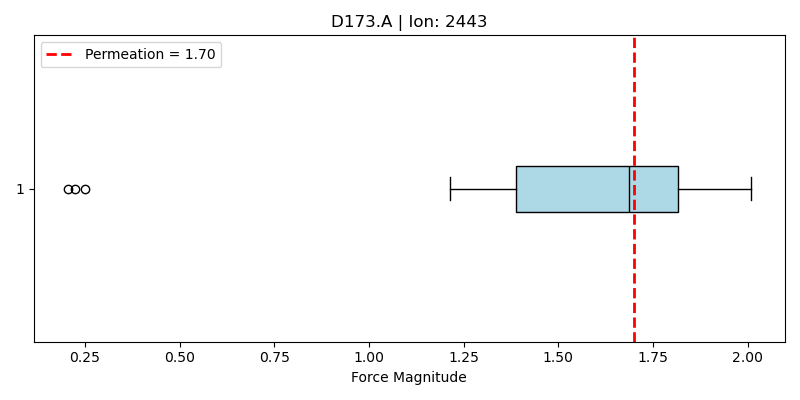 D173.A | Ion: 2443
Permeation = 1.70
1
0.25 0.50 0.75 1.00 1.25 1.50 1.75 2.00
Force Magnitude